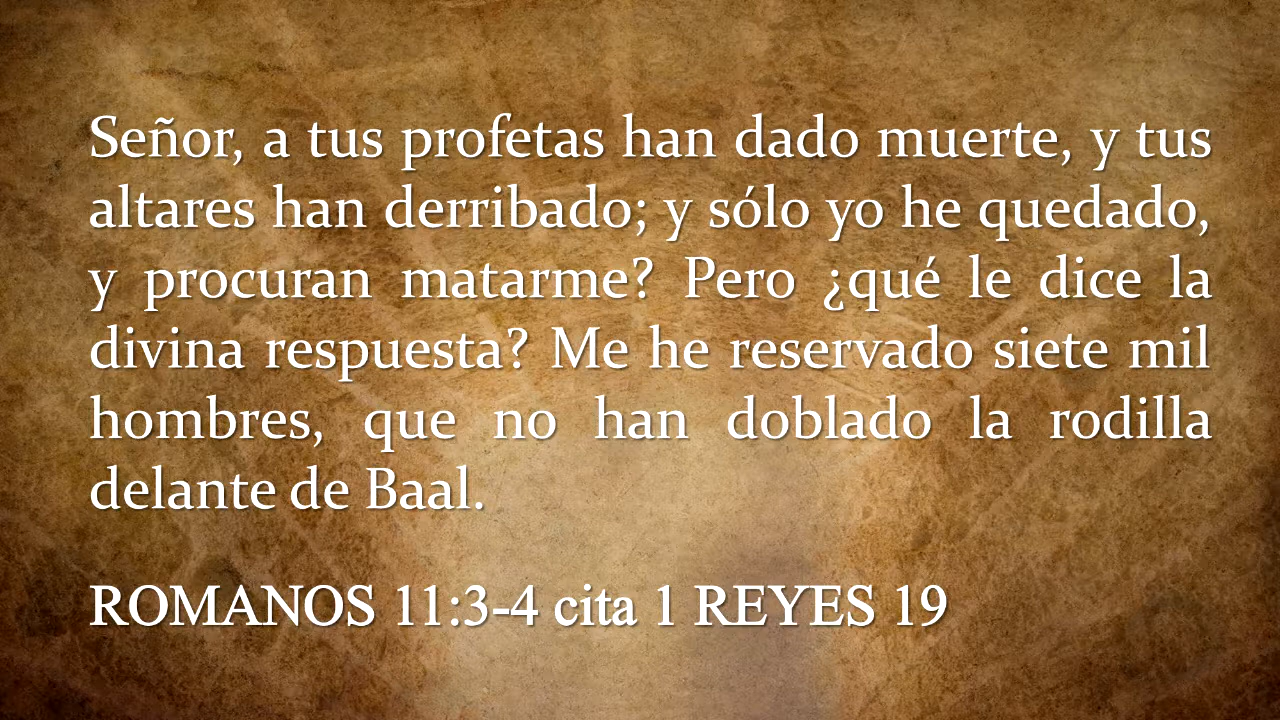 Señor, a tus profetas han dado muerte, y tus
altares han derribado; y sólo yo he quedado,
y procuran matarme? Pero ¿qué le dice la
divina respuesta? Me he reservado siete mil
hombres, que no han doblado la rodilla
delante de Baal.
ROMANOS 11:3-4 cita 1 REYES 19